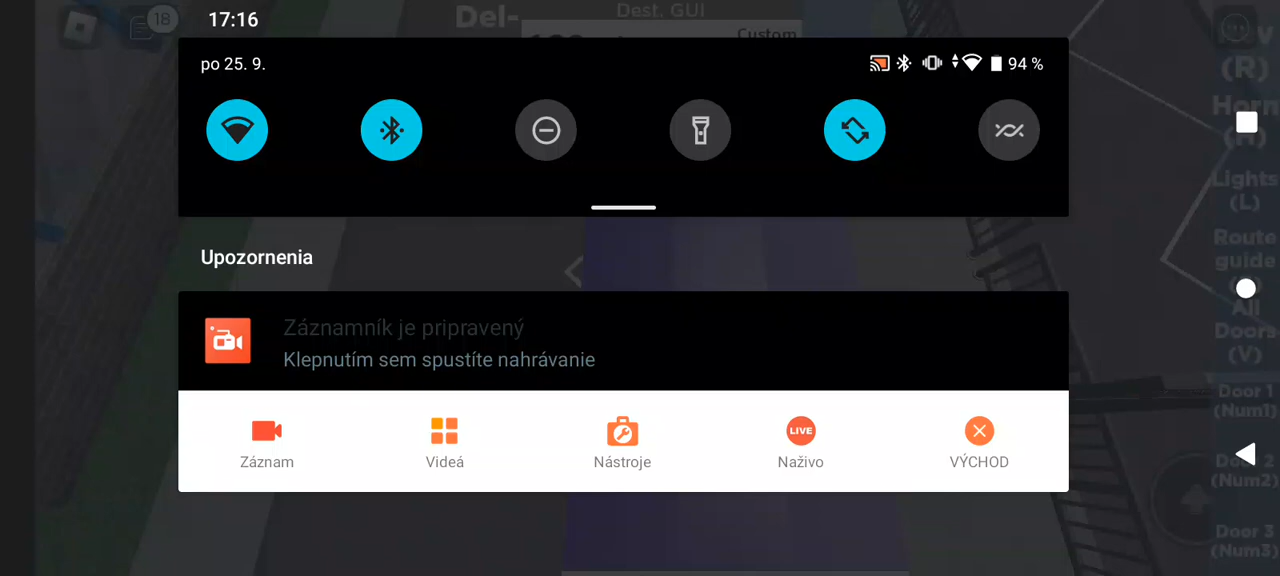 17:16
18
Del-
Dest. GUI
Custom
po 25. 9.
94 %
(R)
Horn
(H)
Lights
(L)
Route
guide
All
Doors
(V)
Door 1
(Num1)
Door 2
(Num2)
Door 3
(Num3)
Upozornenia
Záznamník je pripravený
Klepnutím sem spustíte nahrávanie
Záznam
Videá
Nástroje
LIVE
Naživo
VÝCHOD